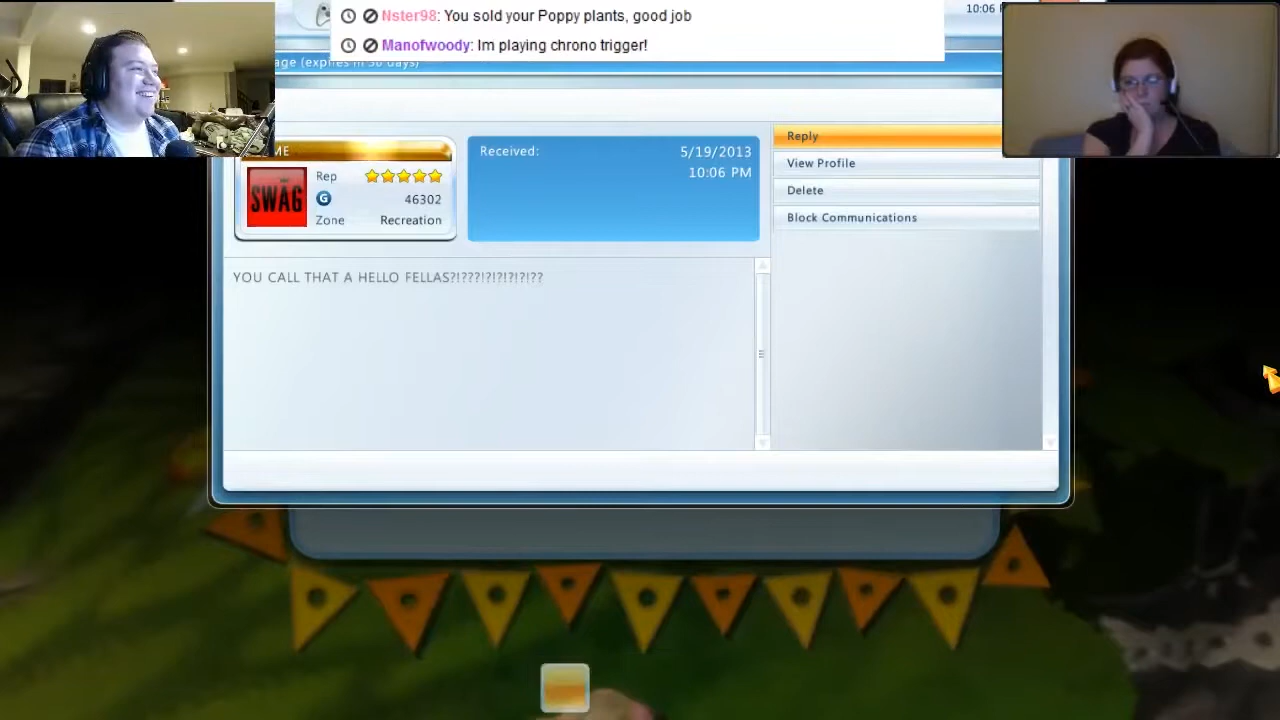 Nster98: You sold your Poppy plants, good job
10:06
Manofwoody: Im playing chrono trigger!
age (expires in 30 days)
ME
Rep
46302
Zone Recreation
SWAG
G
Received: 5/19/2013
10:06 PM
Reply
View Profile
Delete
Block Communications
YOU CALL THAT A HELLO FELLAS?!???!?!?!?!?!??